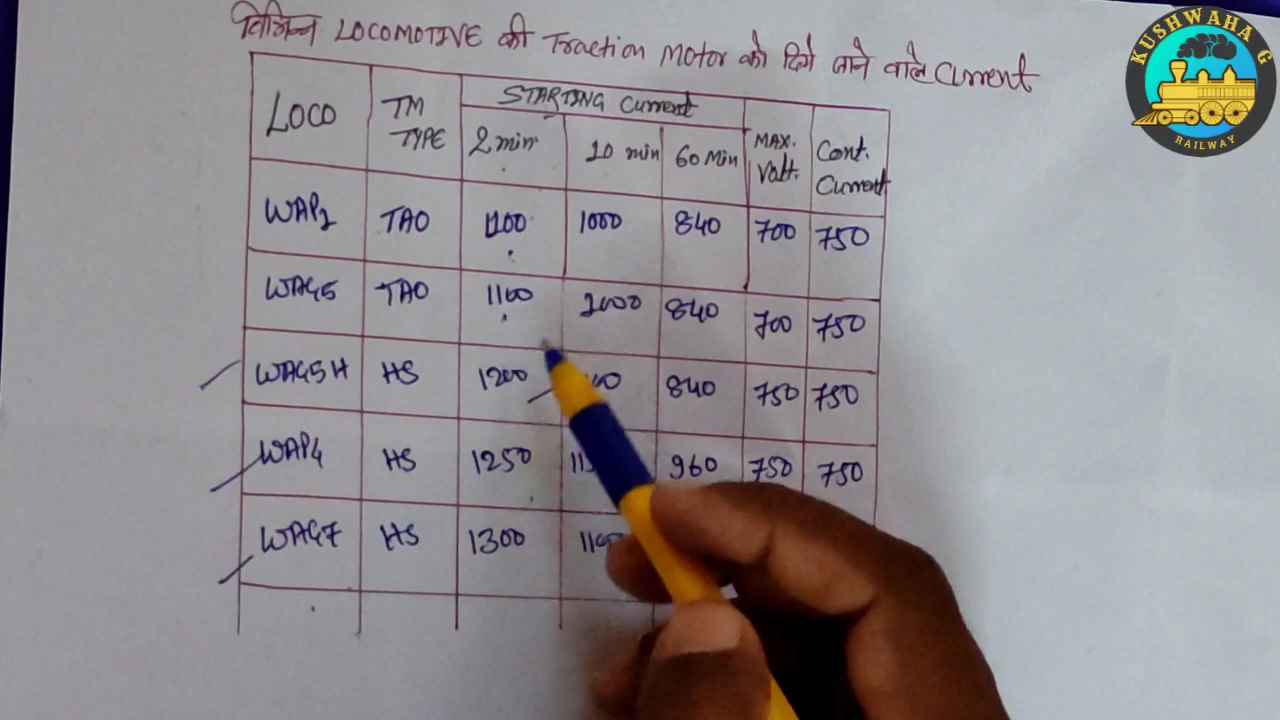 विभिन्न LOCOMOTIVE की Traction Motor को दिये जाने वाले Current
LOCO TM TYPE STARTING Current MAX. Volt. Cont. Current
2 min 10 min 60 Min
WAP1 TAO 1100 1000 840 700 750
WAG5 TAO 1100 1000 840 700 750
WAG5H HS 1200 840 750 750
WAP4 HS 1250 960 750 750
WAG7 HS 1300
KUSHWAHA G
RAILWAY